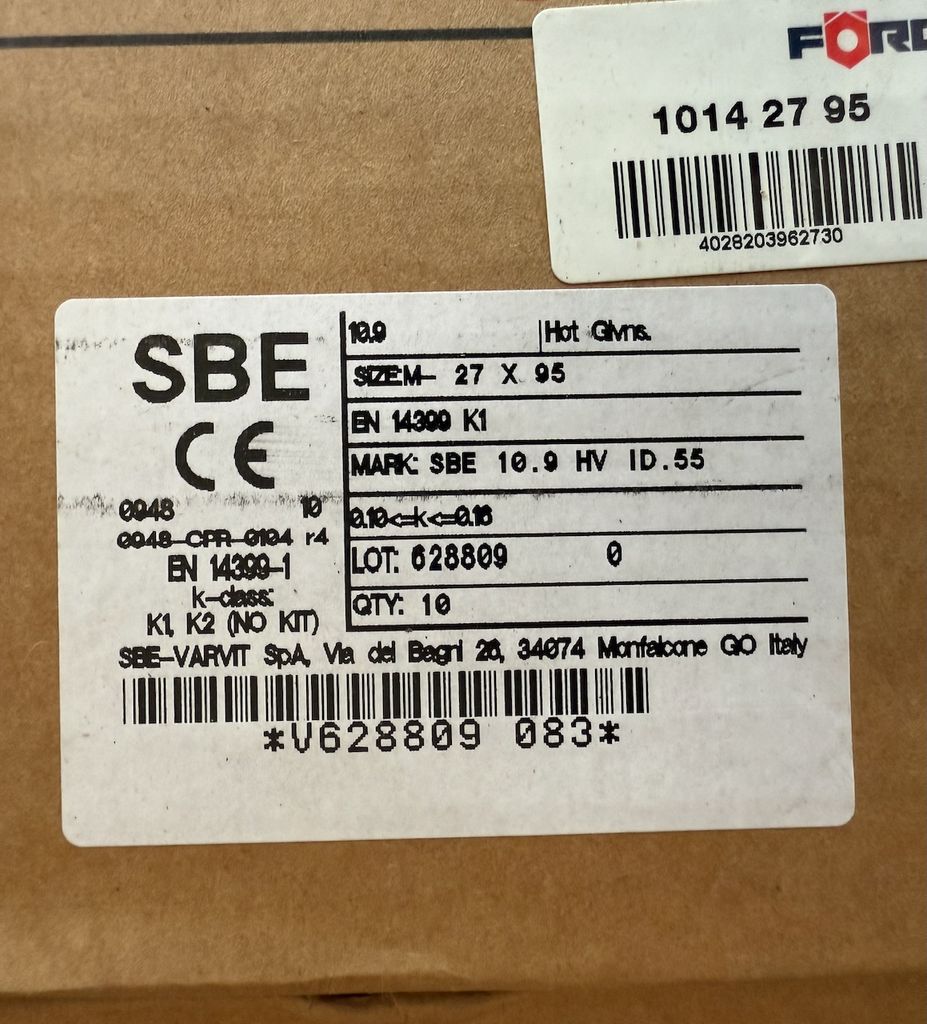 1014 27 95
4028203962730
SBE
CE
0948 10
0948-CPR-0104 r4
EN 14399-1
k-class:
K1, K2 (NO KIT)
10.9 Hot Glvns.
SIZE:M- 27 X 95
EN 14399 K1
MARK: SBE 10.9 HV ID.55
0.10<=k<=0.16
LOT: 628809 0
QTY: 10
SBE-VARVIT SpA, Via dei Bagni 26, 34074 Monfalcone GO Italy
*V628809 083*